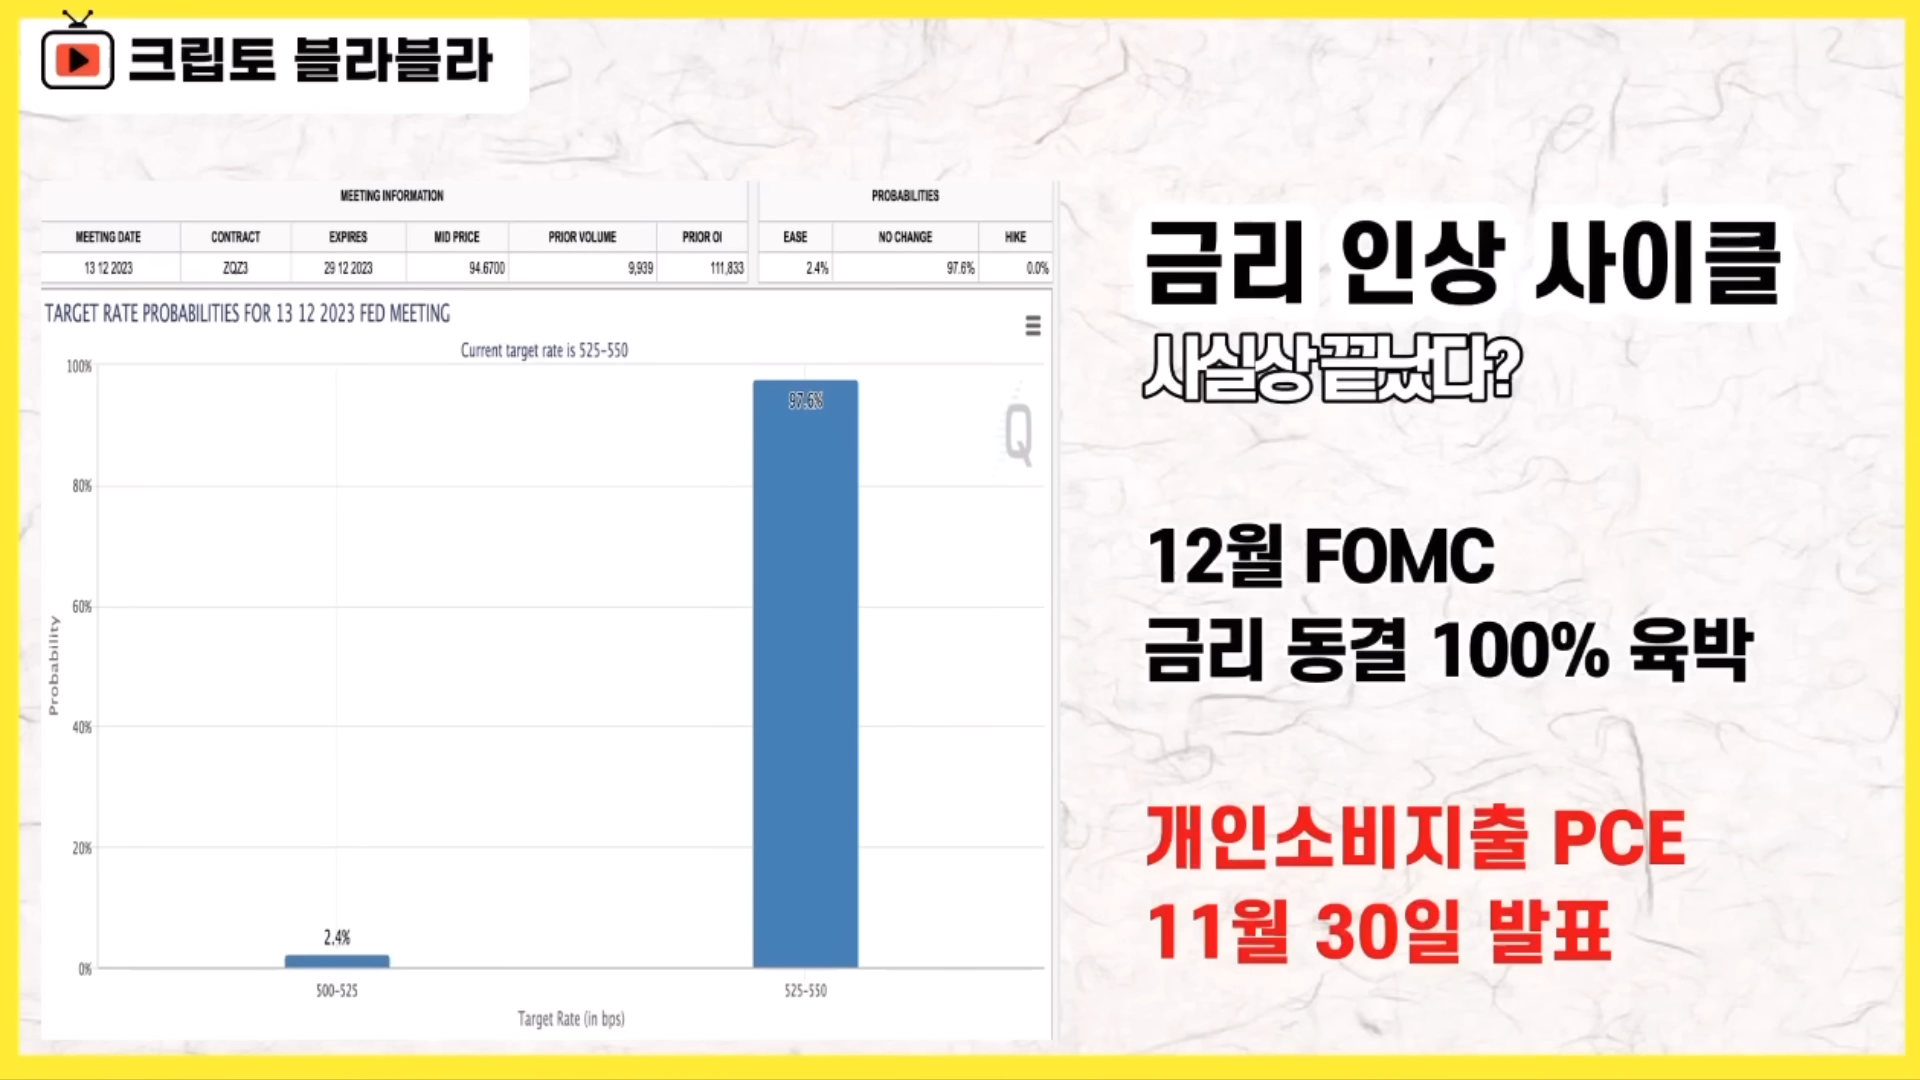 크립토 블라블라
MEETING INFORMATION
PROBABILITIES
MEETING DATE CONTRACT EXPIRES MID PRICE PRIOR VOLUME PRIOR OI EASE NO CHANGE HIKE
13 12 2023 ZQZ3 29 12 2023 94.6700 9,939 111,833 2.4% 97.6% 0.0%
TARGET RATE PROBABILITIES FOR 13 12 2023 FED MEETING
Current target rate is 525-550
100%
80%
60%
40%
20%
0%
Probability
97.6%
Q
2.4%
500-525 525-550
Target Rate (in bps)
금리 인상 사이클
사실상 끝났다?
12월 FOMC
금리 동결 100% 육박
개인소비지출 PCE
11월 30일 발표